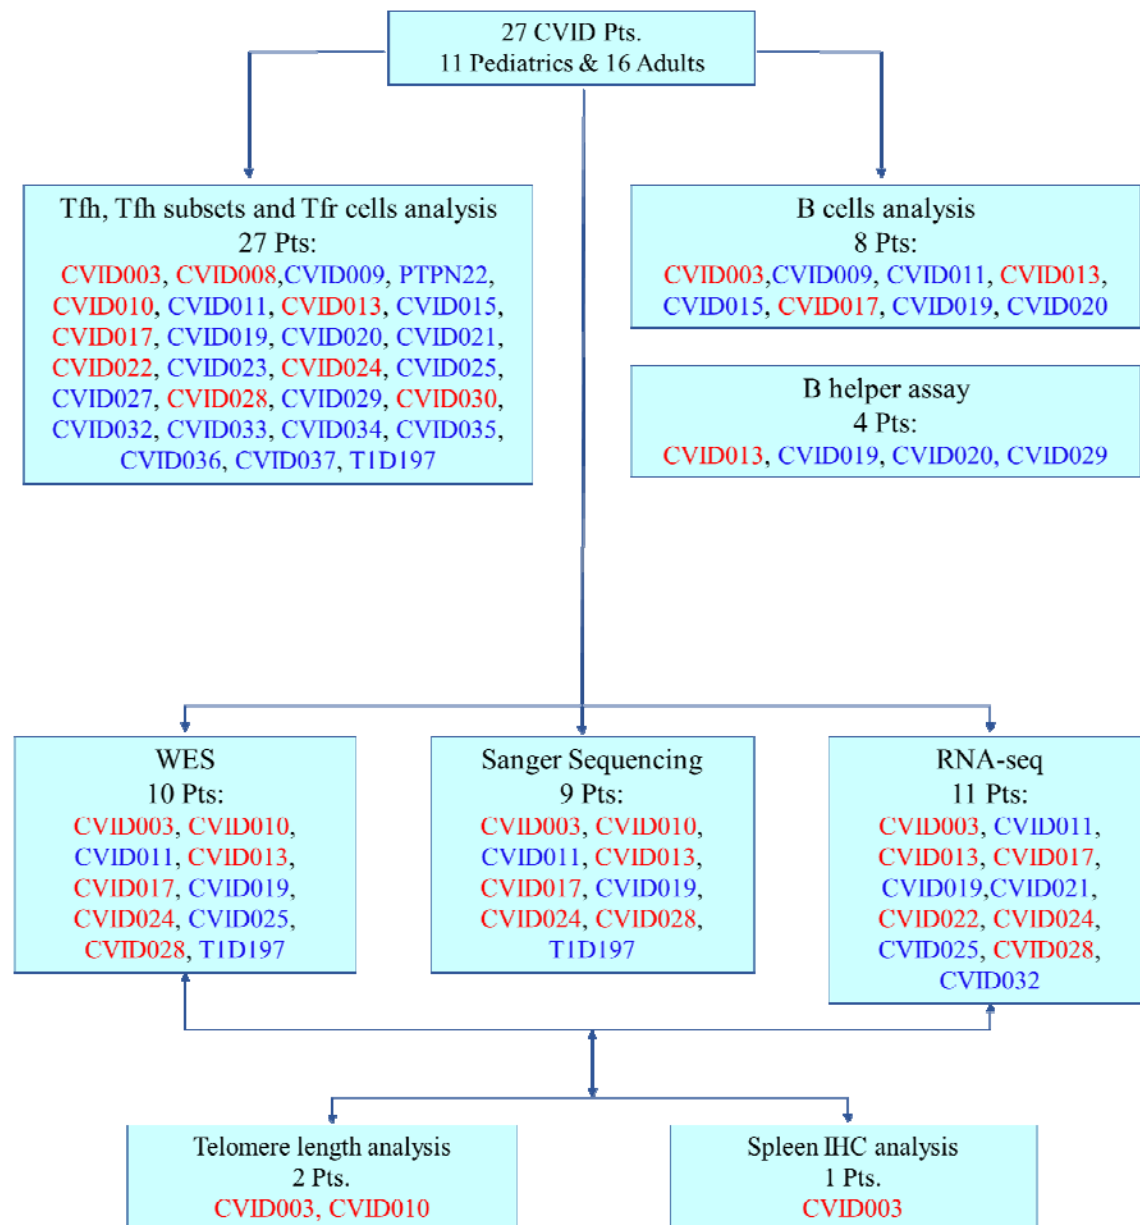 27 CVID Pts.
11 Pediatrics & 16 Adults
Tfh, Tfh subsets and Tfr cells analysis
27 Pts:
CVID003, CVID008,CVID009, PTPN22,
CVID010, CVID011, CVID013, CVID015,
CVID017, CVID019, CVID020, CVID021,
CVID022, CVID023, CVID024, CVID025,
CVID027, CVID028, CVID029, CVID030,
CVID032, CVID033, CVID034, CVID035,
CVID036, CVID037, T1D197
B cells analysis
8 Pts:
CVID003,CVID009, CVID011, CVID013,
CVID015, CVID017, CVID019, CVID020
B helper assay
4 Pts:
CVID013, CVID019, CVID020, CVID029
WES
10 Pts:
CVID003, CVID010,
CVID011, CVID013,
CVID017, CVID019,
CVID024, CVID025,
CVID028, T1D197
Sanger Sequencing
9 Pts:
CVID003, CVID010,
CVID011, CVID013,
CVID017, CVID019,
CVID024, CVID028,
T1D197
RNA-seq
11 Pts:
CVID003, CVID011,
CVID013, CVID017,
CVID019,CVID021,
CVID022, CVID024,
CVID025, CVID028,
CVID032
Telomere length analysis
2 Pts.
CVID003, CVID010
Spleen IHC analysis
1 Pts.
CVID003